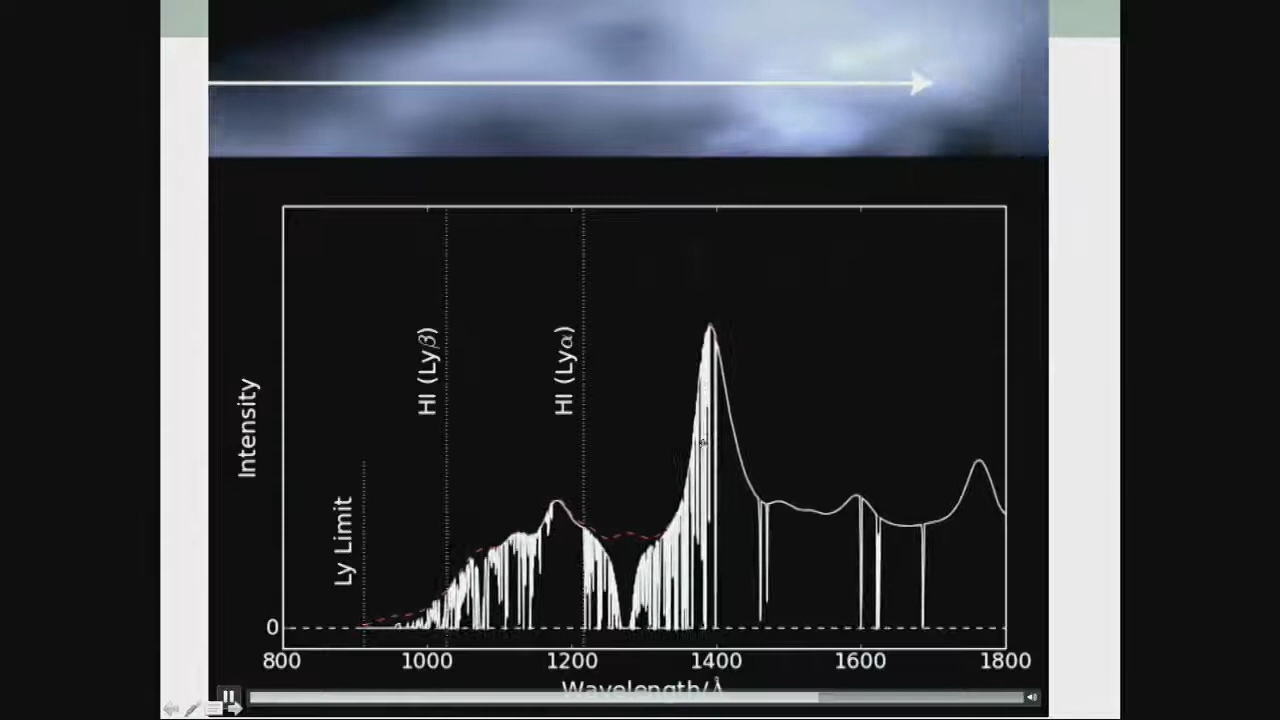 HI (Lyβ)
HI (Lyα)
Intensity
Ly Limit
0
800 1000 1200 1400 1600 1800
Wavelength/Å